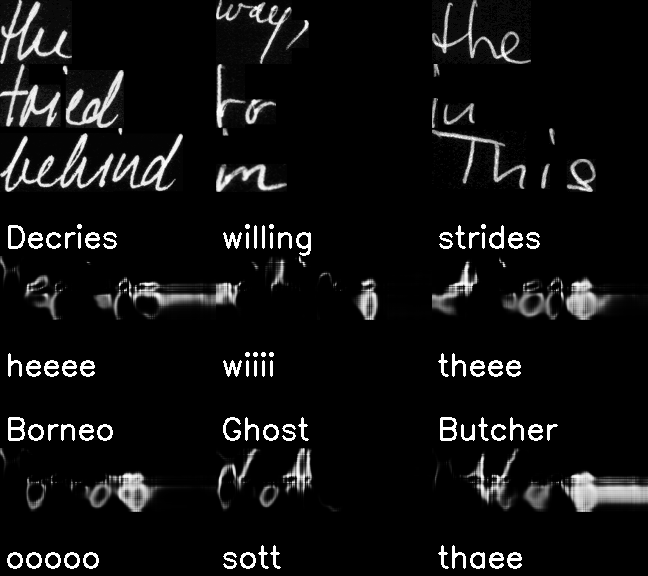 the way, the
tried to in
behind in This
Decries willing strides
heeee wiiii theee
Borneo Ghost Butcher
ooooo sott thaee